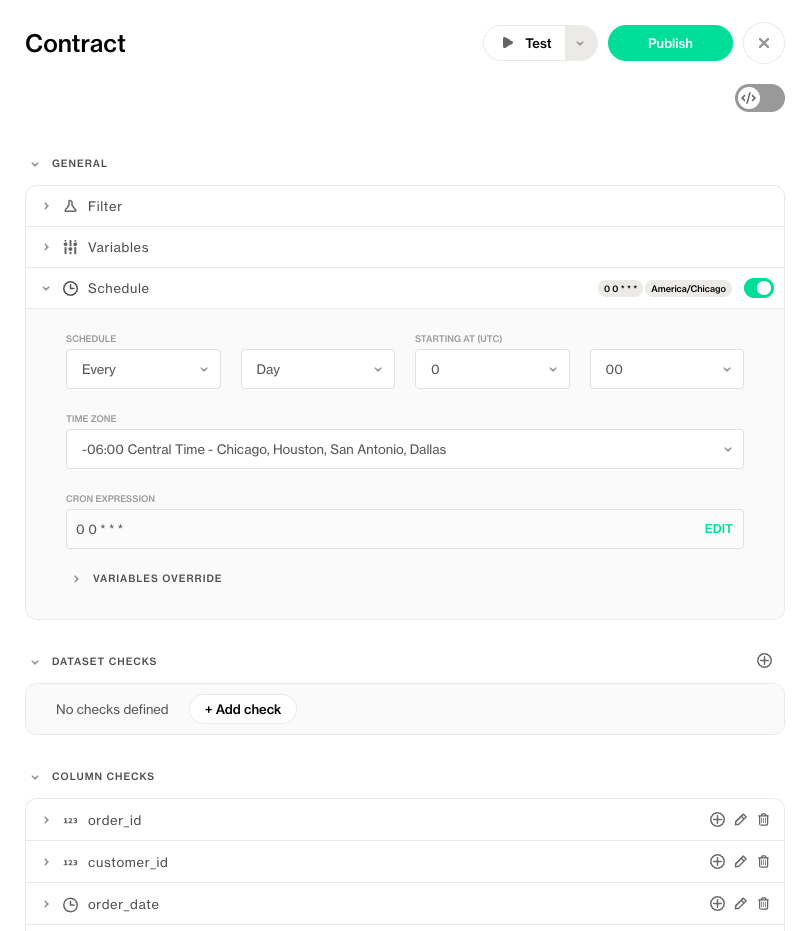 Contract
Test
Publish
</>
GENERAL
Filter
Variables
Schedule
0 0 * * *
America/Chicago
SCHEDULE
STARTING AT (UTC)
Every
Day
0
00
TIME ZONE
-06:00 Central Time - Chicago, Houston, San Antonio, Dallas
CRON EXPRESSION
0 0 * * *
EDIT
VARIABLES OVERRIDE
DATASET CHECKS
No checks defined
+ Add check
COLUMN CHECKS
123 order_id
123 customer_id
order_date